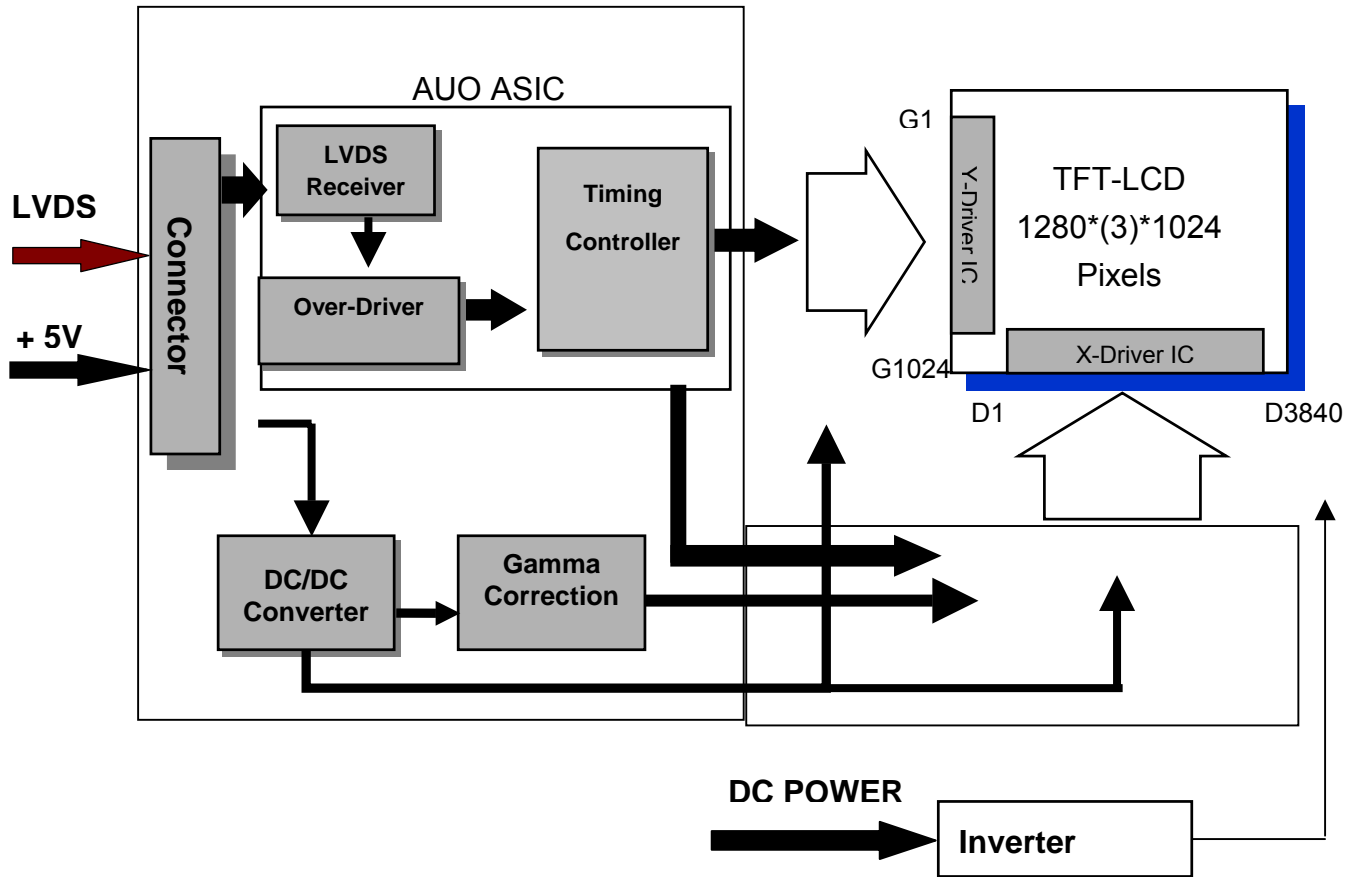 AUO ASIC
LVDS
Receiver
Timing
Controller
Over-Driver
LVDS
+ 5V
Connector
DC/DC
Converter
Gamma
Correction
G1
G1024
Y-Driver IC
TFT-LCD
1280*(3)*1024
Pixels
X-Driver IC
D1
D3840
DC POWER
Inverter